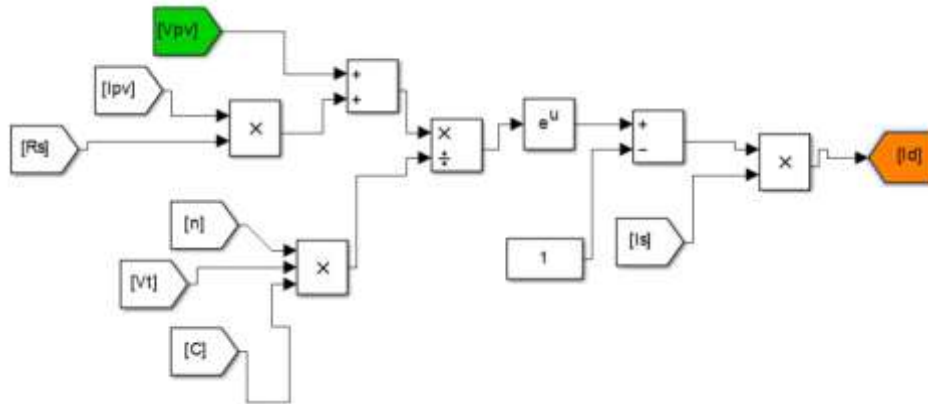 [Vpv]
[Ipv]
+
+
×
[Rs]
×
÷
e^u
+
−
×
[Id]
[n]
×
[Vt]
1
[Is]
[C]